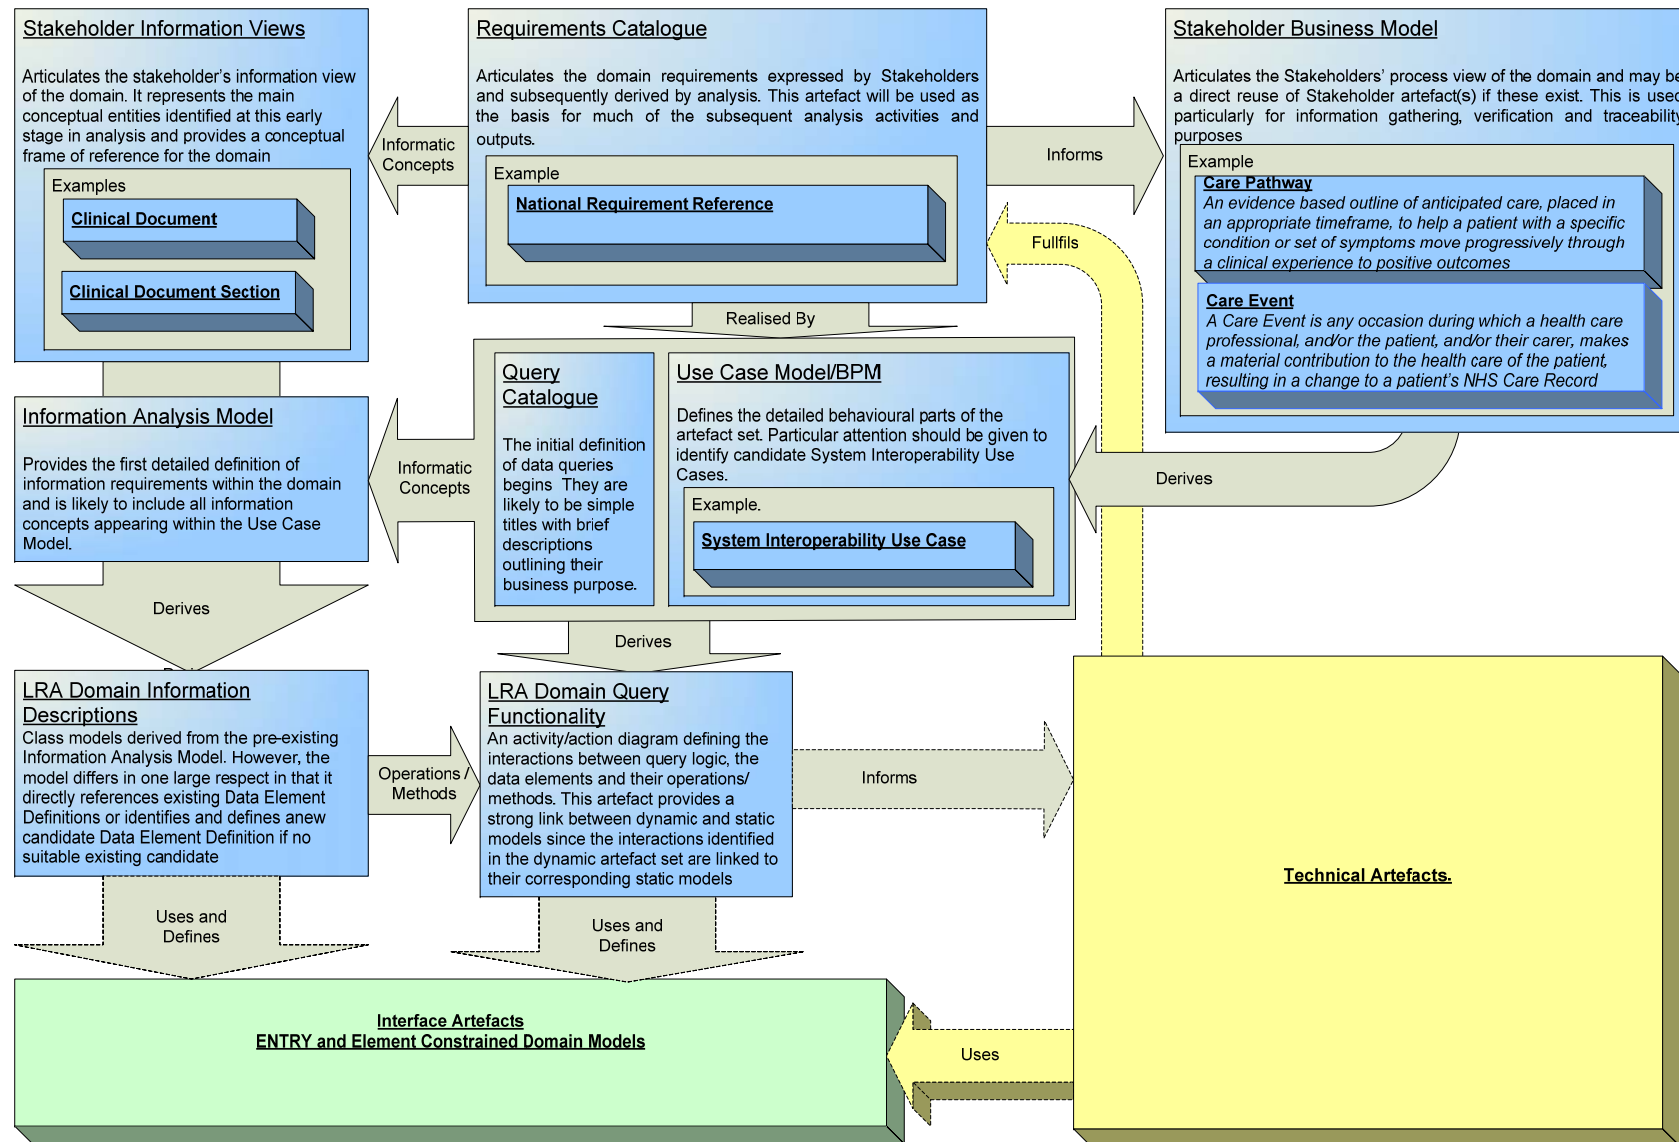 Stakeholder Information Views
Articulates the stakeholder's information view
of the domain. It represents the main
conceptual entities identified at this early
stage in analysis and provides a conceptual
frame of reference for the domain
Examples
Clinical Document
Clinical Document Section
Informatic
Concepts
Requirements Catalogue
Articulates the domain requirements expressed by Stakeholders
and subsequently derived by analysis. This artefact will be used as
the basis for much of the subsequent analysis activities and
outputs.
Example
National Requirement Reference
Informs
Stakeholder Business Model
Articulates the Stakeholders' process view of the domain and may be
a direct reuse of Stakeholder artefact(s) if these exist. This is used
particularly for information gathering, verification and traceability
purposes
Example
Care Pathway
An evidence based outline of anticipated care, placed in
an appropriate timeframe, to help a patient with a specific
condition or set of symptoms move progressively through
a clinical experience to positive outcomes
Care Event
A Care Event is any occasion during which a health care
professional, and/or the patient, and/or their carer, makes
a material contribution to the health care of the patient,
resulting in a change to a patient's NHS Care Record
Fullfils
Realised By
Information Analysis Model
Provides the first detailed definition of
information requirements within the domain
and is likely to include all information
concepts appearing within the Use Case
Model.
Informatic
Concepts
Query
Catalogue
The initial definition
of data queries
begins They are
likely to be simple
titles with brief
descriptions
outlining their
business purpose.
Use Case Model/BPM
Defines the detailed behavioural parts of the
artefact set. Particular attention should be given to
identify candidate System Interoperability Use
Cases.
Example.
System Interoperability Use Case
Derives
Derives
Derives
LRA Domain Information
Descriptions
Class models derived from the pre-existing
Information Analysis Model. However, the
model differs in one large respect in that it
directly references existing Data Element
Definitions or identifies and defines anew
candidate Data Element Definition if no
suitable existing candidate
Operations /
Methods
LRA Domain Query
Functionality
An activity/action diagram defining the
interactions between query logic, the
data elements and their operations/
methods. This artefact provides a
strong link between dynamic and static
models since the interactions identified
in the dynamic artefact set are linked to
their corresponding static models
Informs
Technical Artefacts.
Uses and
Defines
Uses and
Defines
Interface Artefacts
ENTRY and Element Constrained Domain Models
Uses